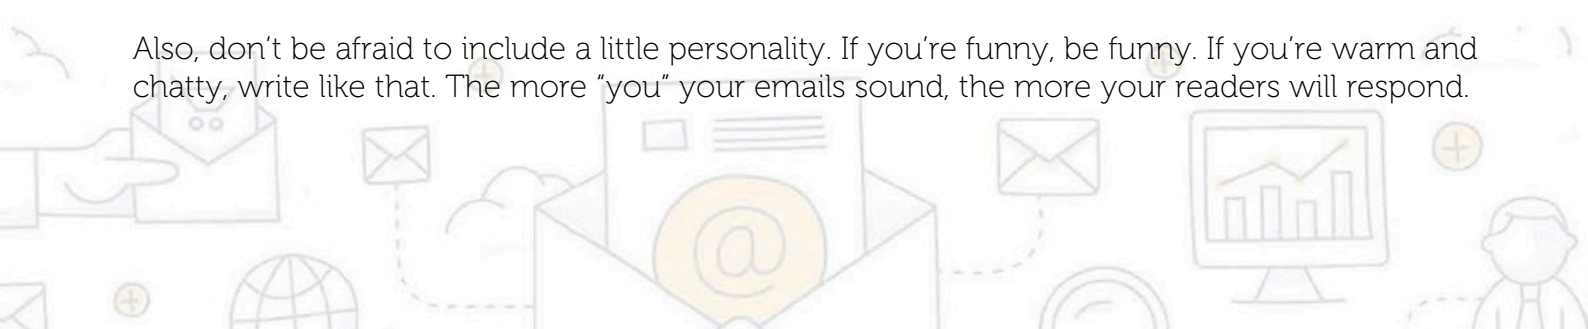 Also, don't be afraid to include a little personality. If you're funny, be funny. If you're warm and
chatty, write like that. The more “you” your emails sound, the more your readers will respond.
@